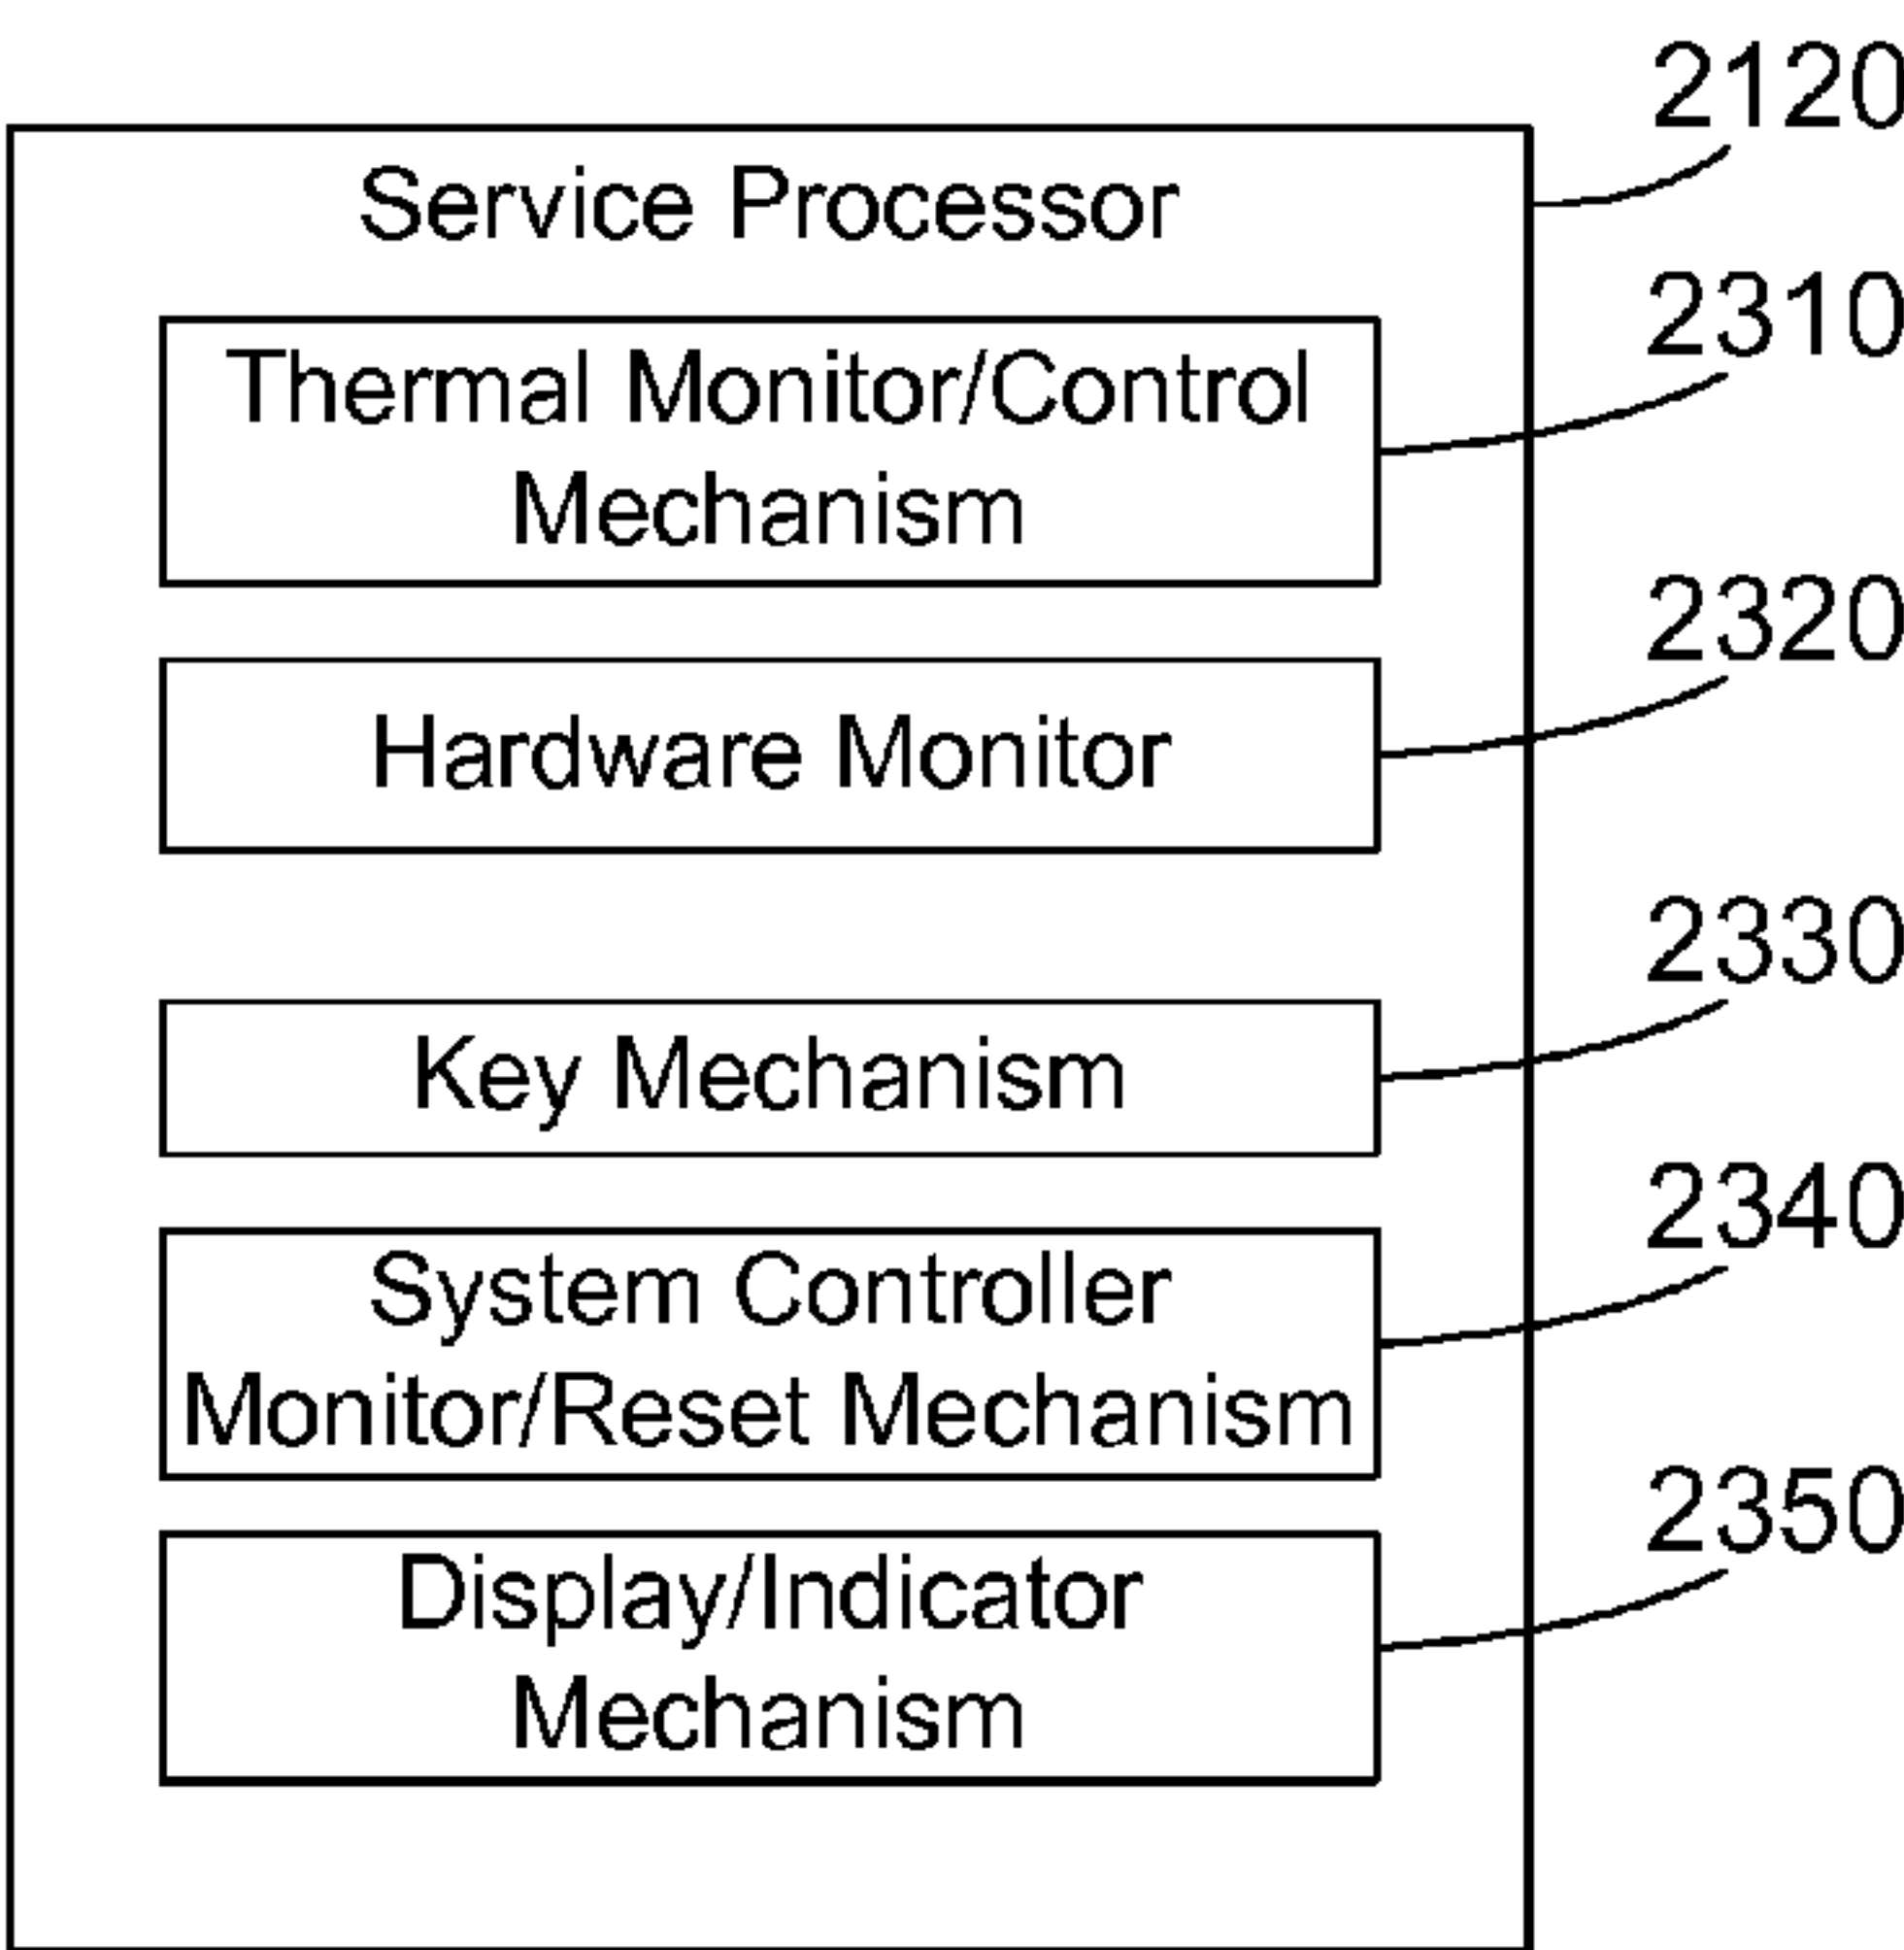 2120
Service Processor
2310
Thermal Monitor/Control
Mechanism
2320
Hardware Monitor
2330
Key Mechanism
2340
System Controller
Monitor/Reset Mechanism
2350
Display/Indicator
Mechanism